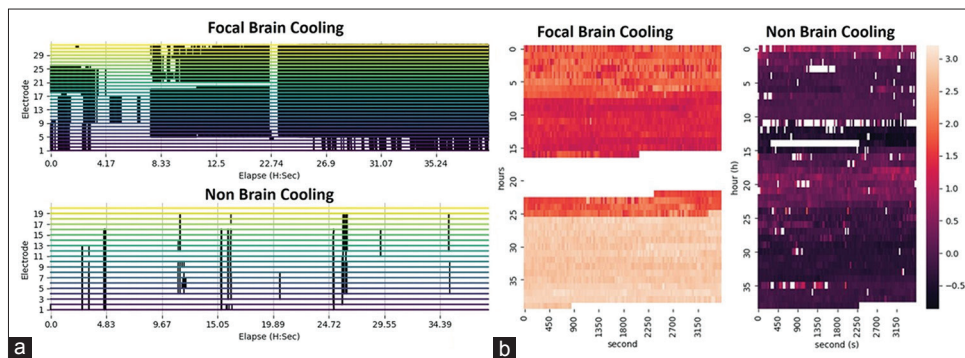 Focal Brain Cooling
Electrode
29
25
21
17
13
9
5
1
0.0 4.17 8.33 12.5 22.74 26.9 31.07 35.24
Elapse (H:Sec)
Non Brain Cooling
Electrode
19
17
15
13
11
9
7
5
3
1
0.0 4.83 9.67 15.05 19.89 24.72 29.55 34.39
Elapse (H:Sec)
a
Focal Brain Cooling
hours
0
5
10
15
20
25
30
35
0 450 900 1350 1800 2250 2700 3150
second
b
Non Brain Cooling
hour (h)
0
5
10
15
20
25
30
35
0 450 900 1350 1800 2250 2700 3150
second (s)
3.0
2.5
2.0
1.5
1.0
0.5
0.0
−0.5